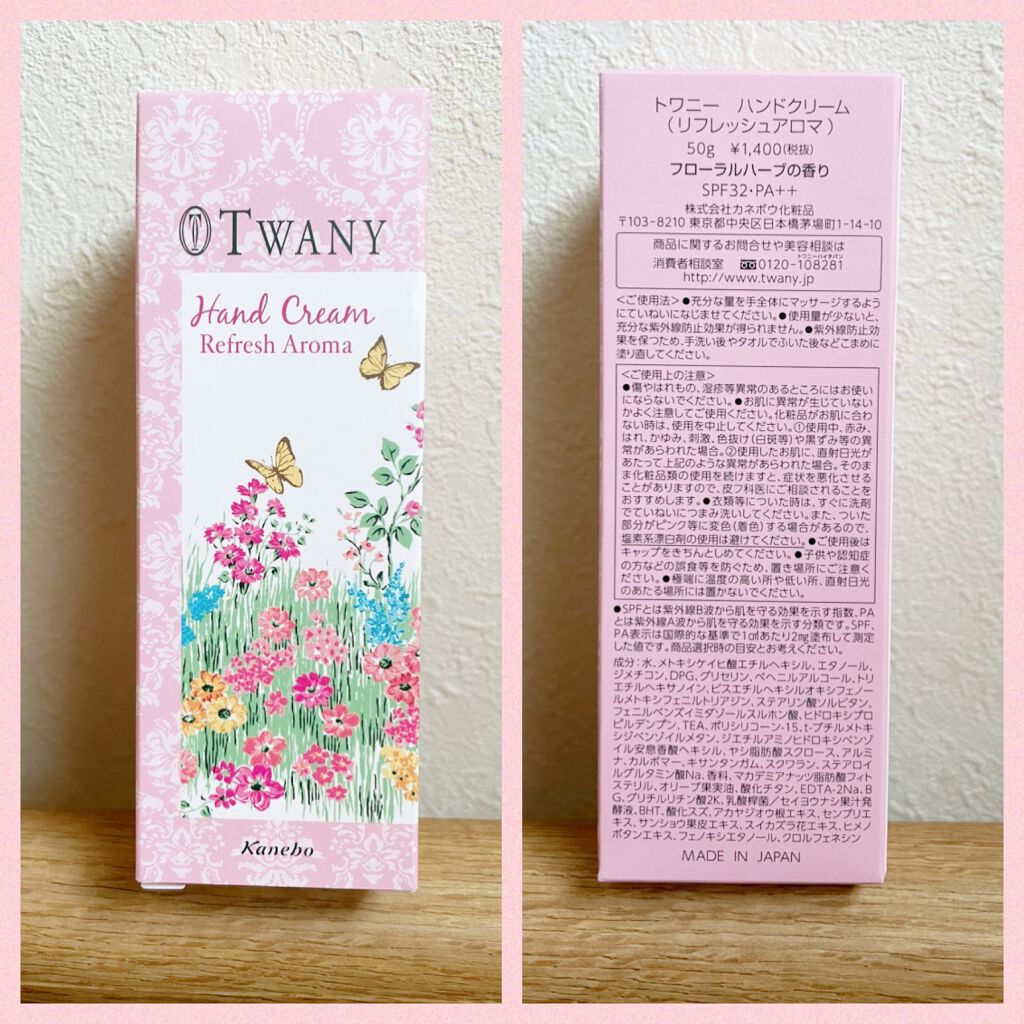 TWANY
Hand Cream
Refresh Aroma
Kanebo
トワニー ハンドクリーム
(リフレッシュアロマ)
50g ¥1,400(税抜)
フローラルハーブの香り
SPF32・PA++
株式会社カネボウ化粧品
〒103-8210 東京都中央区日本橋茅場町1-14-10
商品に関するお問合せや美容相談は
トワニーハイタバン
消費者相談室 0120-108281
http://www.twany.jp
<ご使用法> ●充分な量を手全体にマッサージするよう
にていねいになじませてください。●使用量が少ないと、
充分な紫外線防止効果が得られません。●紫外線防止効
果を保つため、手洗い後やタオルでふいた後などこまめに
塗り直してください。
<ご使用上の注意>
●傷やはれもの、湿疹等異常のあるところにはお使い
にならないでください。●お肌に異常が生じていない
かよく注意してご使用ください。化粧品がお肌に合わ
ない時は、使用を中止してください。①使用中、赤み、
はれ、かゆみ、刺激、色抜け(白斑等)や黒ずみ等の異
常があらわれた場合。②使用したお肌に、直射日光が
あたって上記のような異常があらわれた場合。そのま
ま化粧品類の使用を続けますと、症状を悪化させる
ことがありますので、皮フ科医にご相談されることを
おすすめします。●衣類等についた時は、すぐに洗剤
でていねいにつまみ洗いしてください。また、ついた
部分がピンク等に変色(着色)する場合があるので、
塩素系漂白剤の使用は避けてください。●ご使用後は
キャップをきちんとしめてください。●子供や認知症
の方などの誤食等を防ぐため、置き場所にご注意く
ださい。●極端に温度の高い所や低い所、直射日光
のあたる場所には置かないでください。
●SPFとは紫外線B波から肌を守る効果を示す指数、PA
とは紫外線A波から肌を守る効果を示す分類です。SPF、
PA表示は国際的な基準で1c㎡あたり2mg塗布して測定
した値です。商品選択時の目安とお考えください。
成分:水、メトキシケイヒ酸エチルヘキシル、エタノール、
ジメチコン、DPG、グリセリン、ベヘニルアルコール、トリ
エチルヘキサノイン、ビスエチルヘキシルオキシフェノー
ルメトキシフェニルトリアジン、ステアリン酸ソルビタン、
フェニルベンズイミダゾールスルホン酸、ヒドロキシプロ
ピルデンプン、TEA、ポリシリコーン-15、t-ブチルメトキ
シジベンゾイルメタン、ジエチルアミノヒドロキシベンゾ
イル安息香酸ヘキシル、ヤシ脂肪酸スクロース、アルミ
ナ、カルボマー、キサンタンガム、スクワラン、ステアロイ
ルグルタミン酸Na、香料、マカデミアナッツ脂肪酸フィト
ステリル、オリーブ果実油、酸化チタン、EDTA-2Na、B
G、グリチルリチン酸2K、乳酸桿菌/セイヨウナシ果汁発
酵液、BHT、酸化スズ、アカヤジオウ根エキス、センブリエ
キス、サンショウ果皮エキス、スイカズラ花エキス、ヒメノ
ボタンエキス、フェノキシエタノール、クロルフェネシン
MADE IN JAPAN